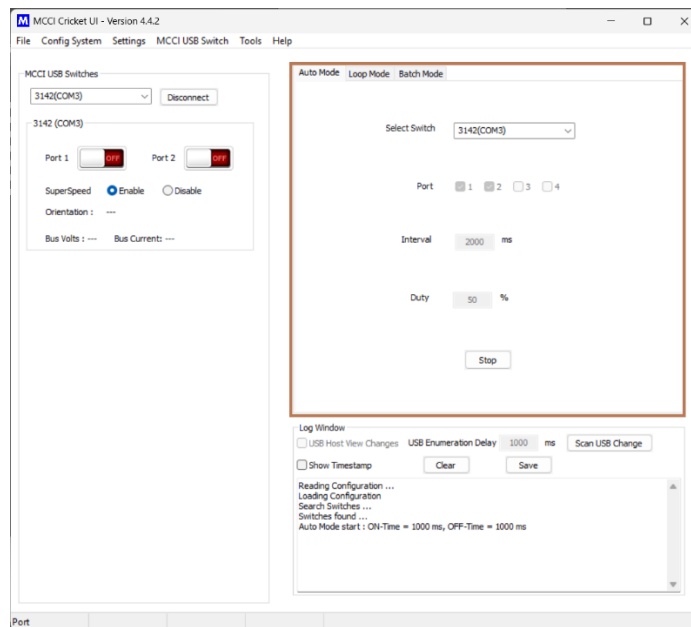 MCCI Cricket UI - Version 4.4.2
File Config System Settings MCCI USB Switch Tools Help
MCCI USB Switches
3142(COM3) Disconnect
3142 (COM3)
Port 1 OFF Port 2 OFF
SuperSpeed Enable Disable
Orientation : ---
Bus Volts : --- Bus Current: ---
Auto Mode Loop Mode Batch Mode
Select Switch 3142(COM3)
Port 1 2 3 4
Interval 2000 ms
Duty 50 %
Stop
Log Window
USB Host View Changes USB Enumeration Delay 1000 ms Scan USB Change
Show Timestamp Clear Save
Reading Configuration ...
Loading Configuration
Search Switches ...
Switches found ...
Auto Mode start : ON-Time = 1000 ms, OFF-Time = 1000 ms
Port